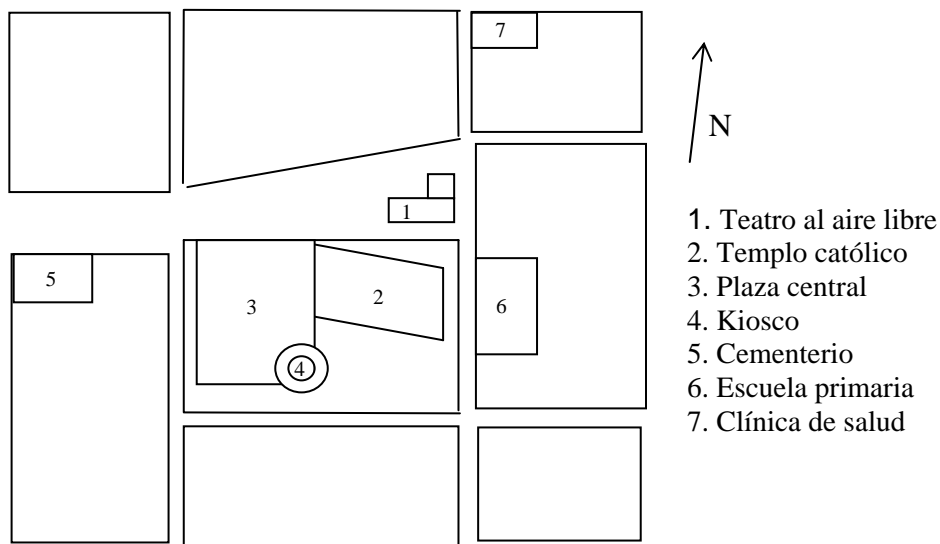 7
N
1
5
3
2
6
4
1. Teatro al aire libre
2. Templo católico
3. Plaza central
4. Kiosco
5. Cementerio
6. Escuela primaria
7. Clínica de salud